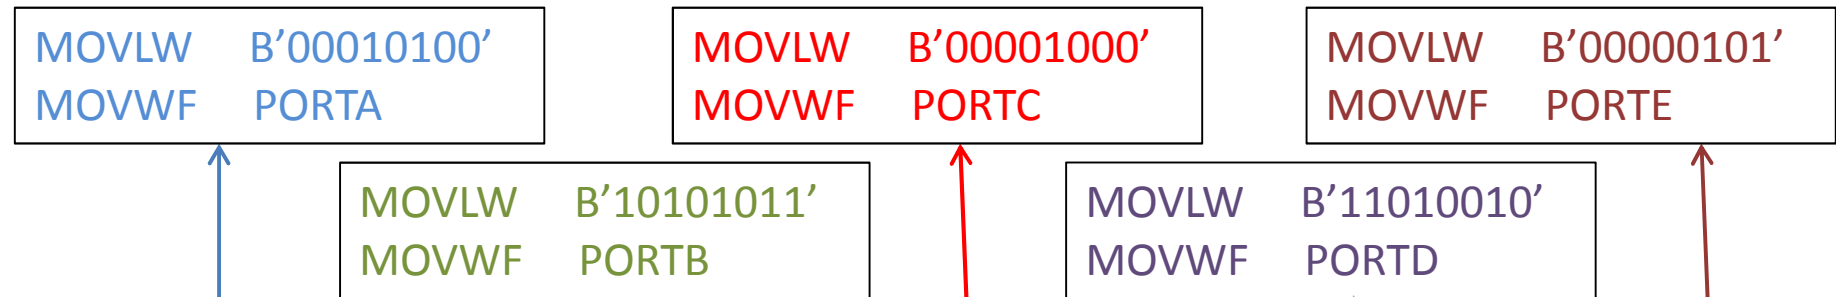 MOVLW B’00010100’
MOVWF PORTA
MOVLW B’00001000’
MOVWF PORTC
MOVLW B’00000101’
MOVWF PORTE
MOVLW B’10101011’
MOVWF PORTB
MOVLW B’11010010’
MOVWF PORTD